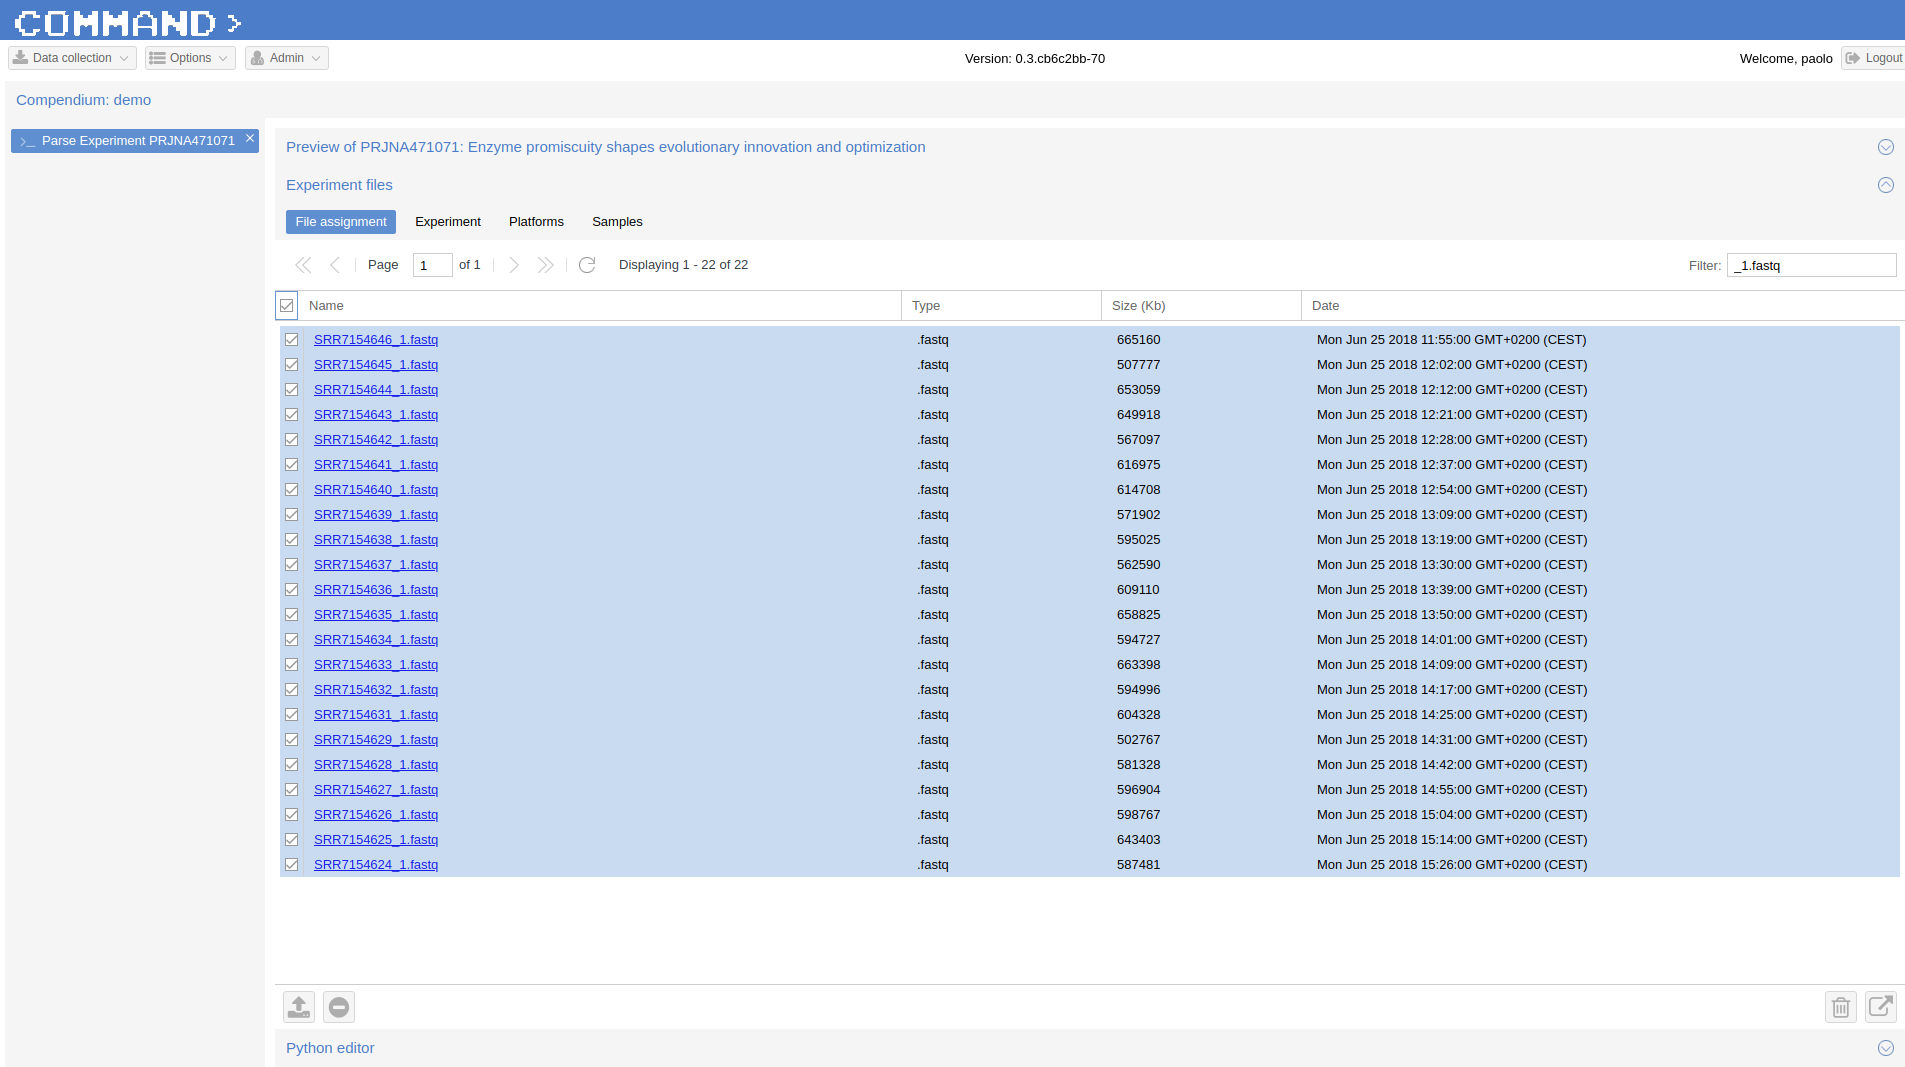 COMMAND >
Data collection Options Admin Version: 0.3.cb6c2bb-70 Welcome, paolo Logout
Compendium: demo
>_ Parse Experiment PRJNA471071
Preview of PRJNA471071: Enzyme promiscuity shapes evolutionary innovation and optimization
Experiment files
File assignment Experiment Platforms Samples
Page 1 of 1 Displaying 1 - 22 of 22 Filter: _1.fastq
Name Type Size (Kb) Date
SRR7154646_1.fastq .fastq 665160 Mon Jun 25 2018 11:55:00 GMT+0200 (CEST)
SRR7154645_1.fastq .fastq 507777 Mon Jun 25 2018 12:02:00 GMT+0200 (CEST)
SRR7154644_1.fastq .fastq 653059 Mon Jun 25 2018 12:12:00 GMT+0200 (CEST)
SRR7154643_1.fastq .fastq 649918 Mon Jun 25 2018 12:21:00 GMT+0200 (CEST)
SRR7154642_1.fastq .fastq 567097 Mon Jun 25 2018 12:28:00 GMT+0200 (CEST)
SRR7154641_1.fastq .fastq 616975 Mon Jun 25 2018 12:37:00 GMT+0200 (CEST)
SRR7154640_1.fastq .fastq 614708 Mon Jun 25 2018 12:54:00 GMT+0200 (CEST)
SRR7154639_1.fastq .fastq 571902 Mon Jun 25 2018 13:09:00 GMT+0200 (CEST)
SRR7154638_1.fastq .fastq 595025 Mon Jun 25 2018 13:19:00 GMT+0200 (CEST)
SRR7154637_1.fastq .fastq 562590 Mon Jun 25 2018 13:30:00 GMT+0200 (CEST)
SRR7154636_1.fastq .fastq 609110 Mon Jun 25 2018 13:39:00 GMT+0200 (CEST)
SRR7154635_1.fastq .fastq 658825 Mon Jun 25 2018 13:50:00 GMT+0200 (CEST)
SRR7154634_1.fastq .fastq 594727 Mon Jun 25 2018 14:01:00 GMT+0200 (CEST)
SRR7154633_1.fastq .fastq 663398 Mon Jun 25 2018 14:09:00 GMT+0200 (CEST)
SRR7154632_1.fastq .fastq 594996 Mon Jun 25 2018 14:17:00 GMT+0200 (CEST)
SRR7154631_1.fastq .fastq 604328 Mon Jun 25 2018 14:25:00 GMT+0200 (CEST)
SRR7154629_1.fastq .fastq 502767 Mon Jun 25 2018 14:31:00 GMT+0200 (CEST)
SRR7154628_1.fastq .fastq 581328 Mon Jun 25 2018 14:42:00 GMT+0200 (CEST)
SRR7154627_1.fastq .fastq 596904 Mon Jun 25 2018 14:55:00 GMT+0200 (CEST)
SRR7154626_1.fastq .fastq 598767 Mon Jun 25 2018 15:04:00 GMT+0200 (CEST)
SRR7154625_1.fastq .fastq 643403 Mon Jun 25 2018 15:14:00 GMT+0200 (CEST)
SRR7154624_1.fastq .fastq 587481 Mon Jun 25 2018 15:26:00 GMT+0200 (CEST)
Python editor